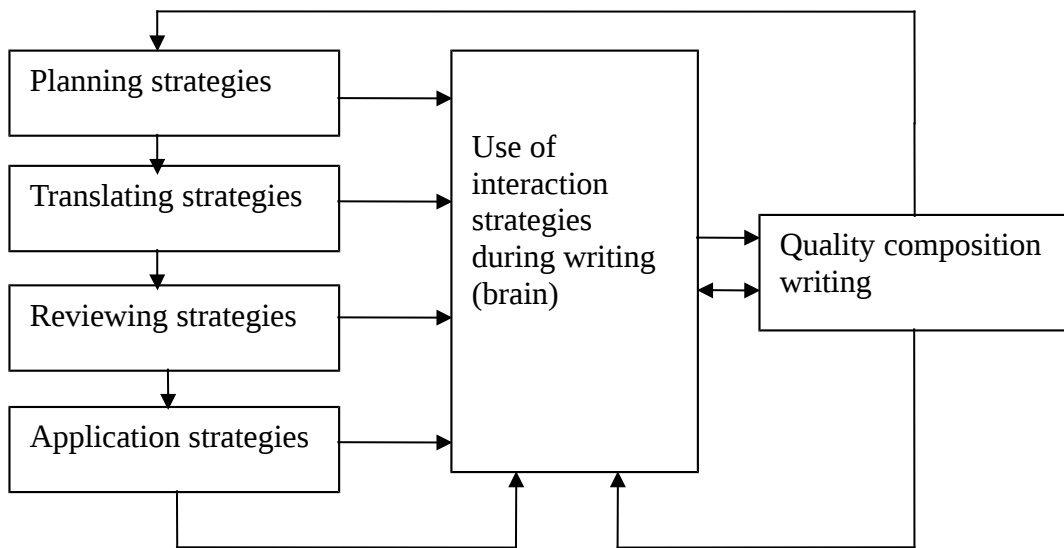 Planning strategies
Translating strategies
Reviewing strategies
Application strategies
Use of
interaction
strategies
during writing
(brain)
Quality composition
writing